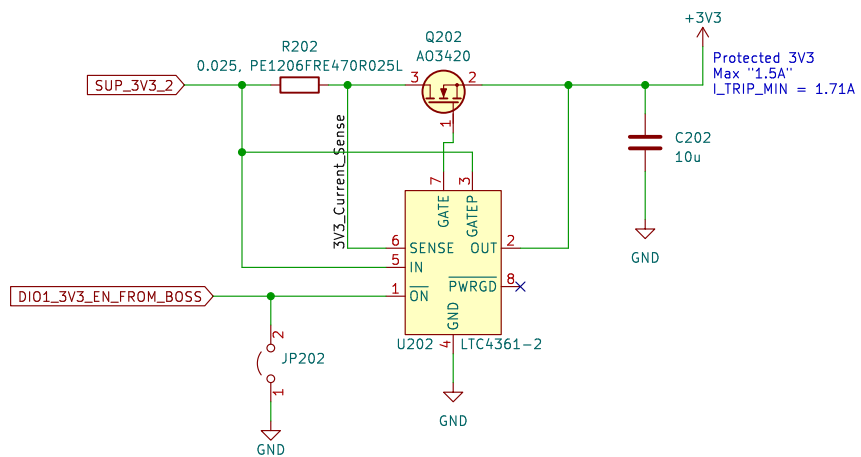 +3V3
Q202
AO3420
R202
0.025, PE1206FRE470R025L
Protected 3V3
Max "1.5A"
I_TRIP_MIN = 1.71A
SUP_3V3_2
3
2
1
3V3_Current_Sense
C202
10u
GND
7
3
GATE
GATEP
6
SENSE
OUT
2
5
IN
PWRGD
8
DIO1_3V3_EN_FROM_BOSS
1
ON
GND
4
U202
LTC4361-2
2
JP202
1
GND
GND